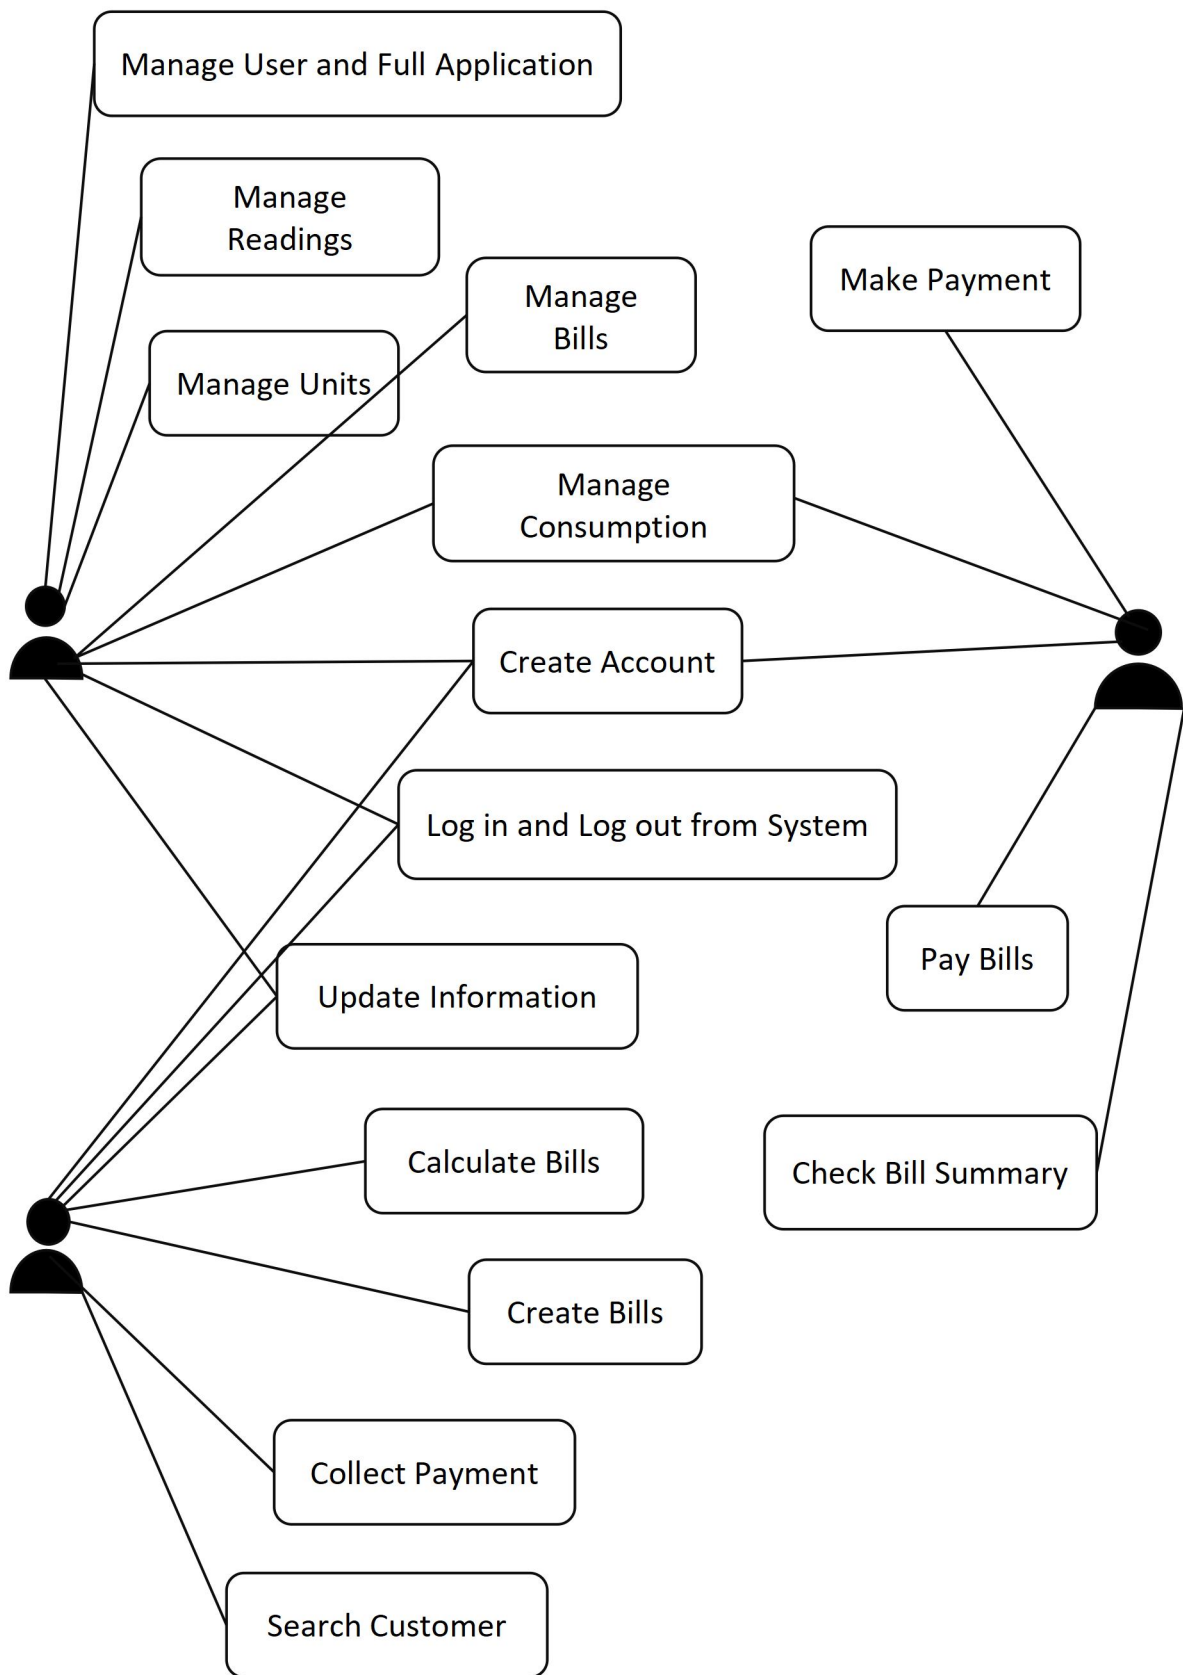 Manage User and Full Application
Manage
Readings
Manage
Bills
Make Payment
Manage Units
Manage
Consumption
Create Account
Log in and Log out from System
Pay Bills
Update Information
Calculate Bills
Check Bill Summary
Create Bills
Collect Payment
Search Customer